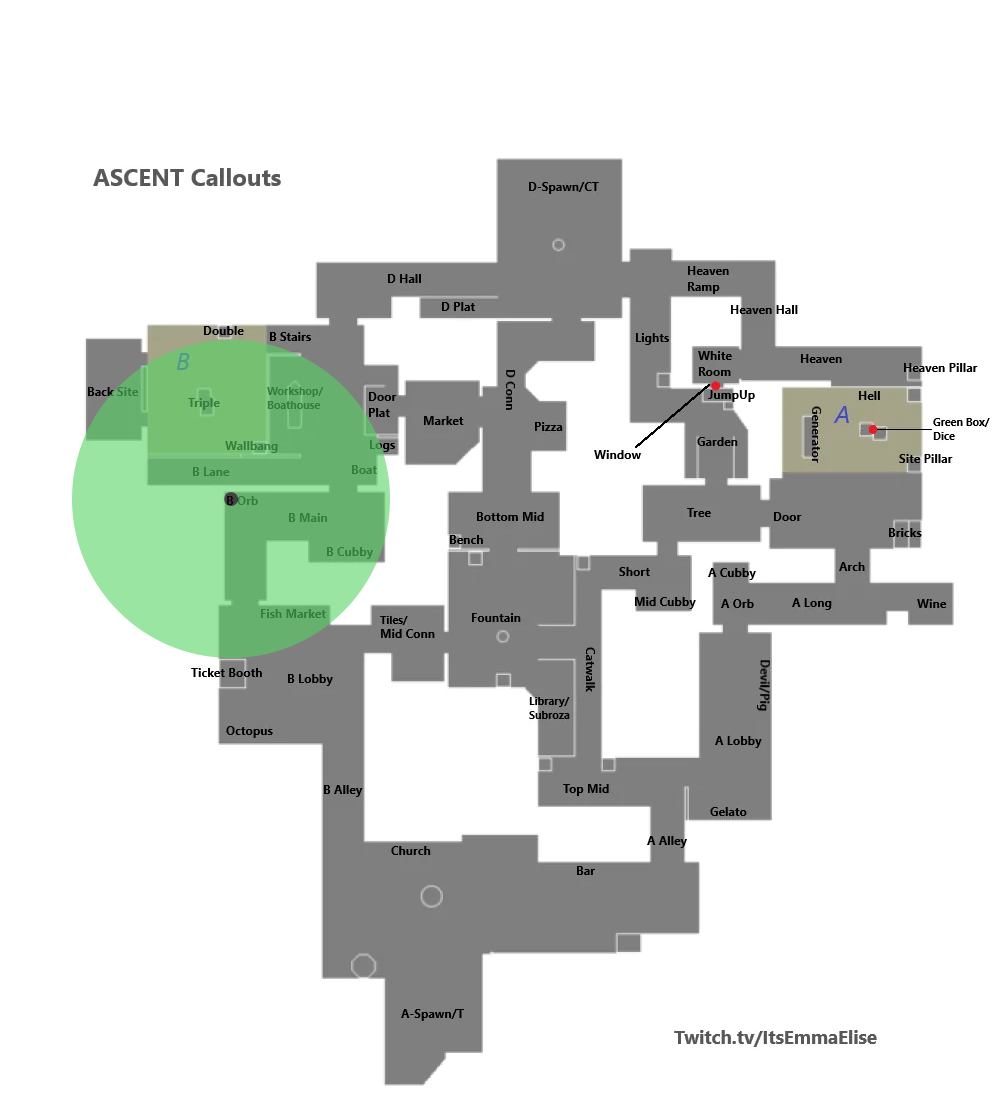 ASCENT Callouts
D-Spawn/CT
D Hall
Heaven
Ramp
D Plat
Heaven Hall
Double
B Stairs
Lights
White
Room
Heaven
B
Heaven Pillar
Back Site
Triple
Workshop/
Boathouse
Door
Plat
D Conn
JumpUp
Hell
A
Market
Pizza
Generator
Green Box/
Dice
Wallbang
Logs
Garden
Window
Site Pillar
B Lane
Boat
B Orb
B Main
Bottom Mid
Tree
Door
Bricks
Bench
B Cubby
Short
A Cubby
Arch
Mid Cubby
A Orb
A Long
Wine
Fish Market
Tiles/
Mid Conn
Fountain
Ticket Booth
B Lobby
Catwalk
Devil/Pig
Library/
Subroza
Octopus
A Lobby
B Alley
Top Mid
Gelato
Church
A Alley
Bar
A-Spawn/T
Twitch.tv/ItsEmmaElise